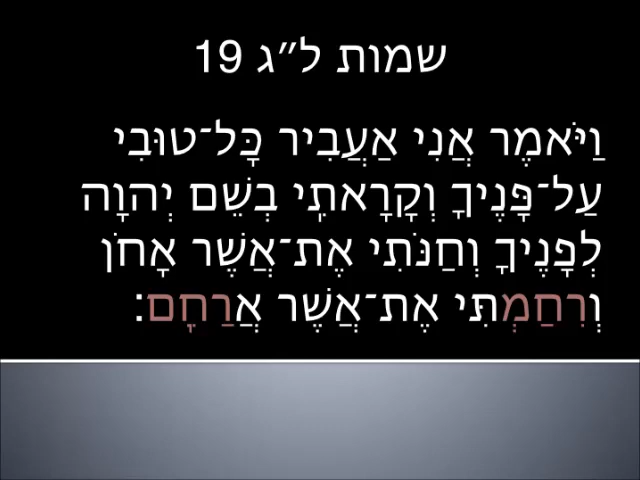 שמות ל״ג 19
וַיֹּאמֶר אֲנִי אַעֲבִיר כָּל־טוּבִי
עַל־פָּנֶיךָ וְקָרָאתִֽי בְשֵׁם יְהוָה
לְפָנֶיךָ וְחַנֹּתִי אֶת־אֲשֶׁר אָחֹן
וְרִחַמְתִּי אֶת־אֲשֶׁר אֲרַחֵֽם׃